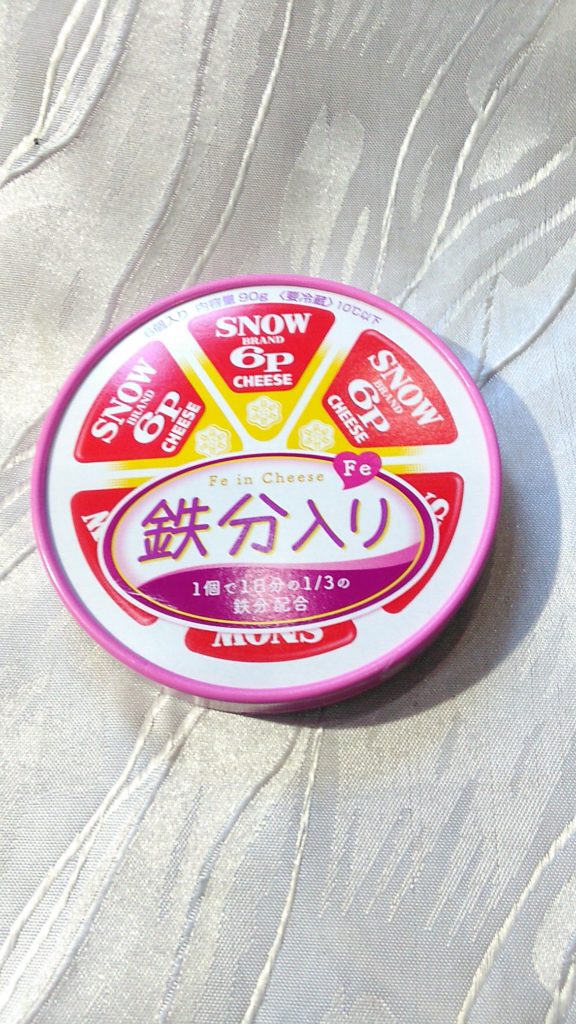 6個入り 内容量90g 〈要冷蔵〉10℃以下
SNOW
BRAND
6P
CHEESE
SNOW
BRAND
6P
CHEESE
SNOW
BRAND
6P
CHEESE
Fe in Cheese
Fe
鉄分入り
1個で1日分の1/3の
鉄分配合
SNOW